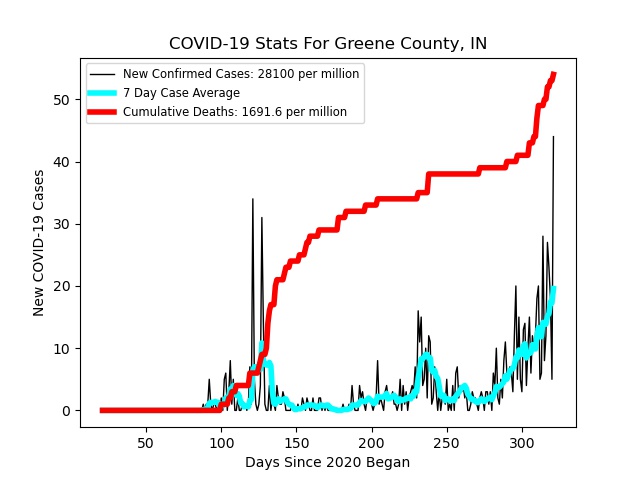 COVID-19 Stats For Greene County, IN
New Confirmed Cases: 28100 per million
7 Day Case Average
Cumulative Deaths: 1691.6 per million
New COVID-19 Cases
50
40
30
20
10
0
50 100 150 200 250 300
Days Since 2020 Began